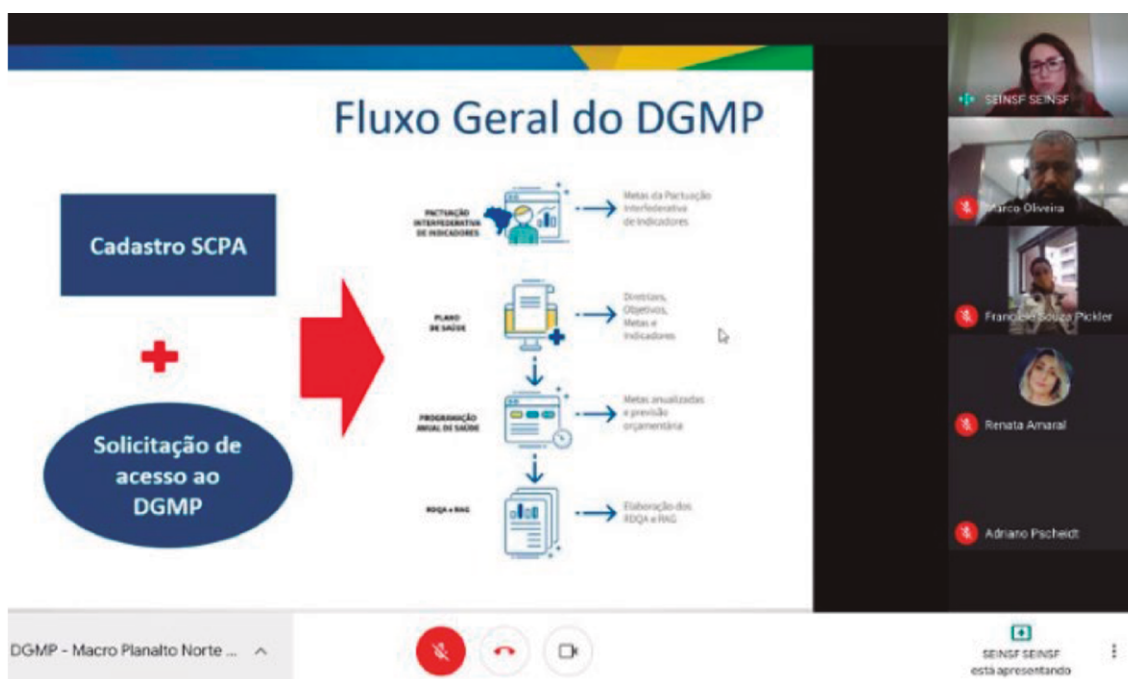 Fluxo Geral do DGMP
Cadastro SCPA
Solicitação de
acesso ao
DGMP
PACTUAÇÃO
INTERFEDERATIVA
DE INDICADORES
Metas da Pactuação
Interfederativa
de Indicadores
PLANO
DE SAÚDE
Diretrizes,
Objetivos,
Metas e
Indicadores
PROGRAMAÇÃO
ANUAL DE SAÚDE
Metas anualizadas
e previsão
orçamentária
RDQA e RAG
Elaboração dos
RDQA e RAG
SEINSF SEINSF
Marco Oliveira
Franciele Souza Pickler
Renata Amaral
Adriano Pscheidt
DGMP - Macro Planalto Norte ...
SEINSF SEINSF
está apresentando